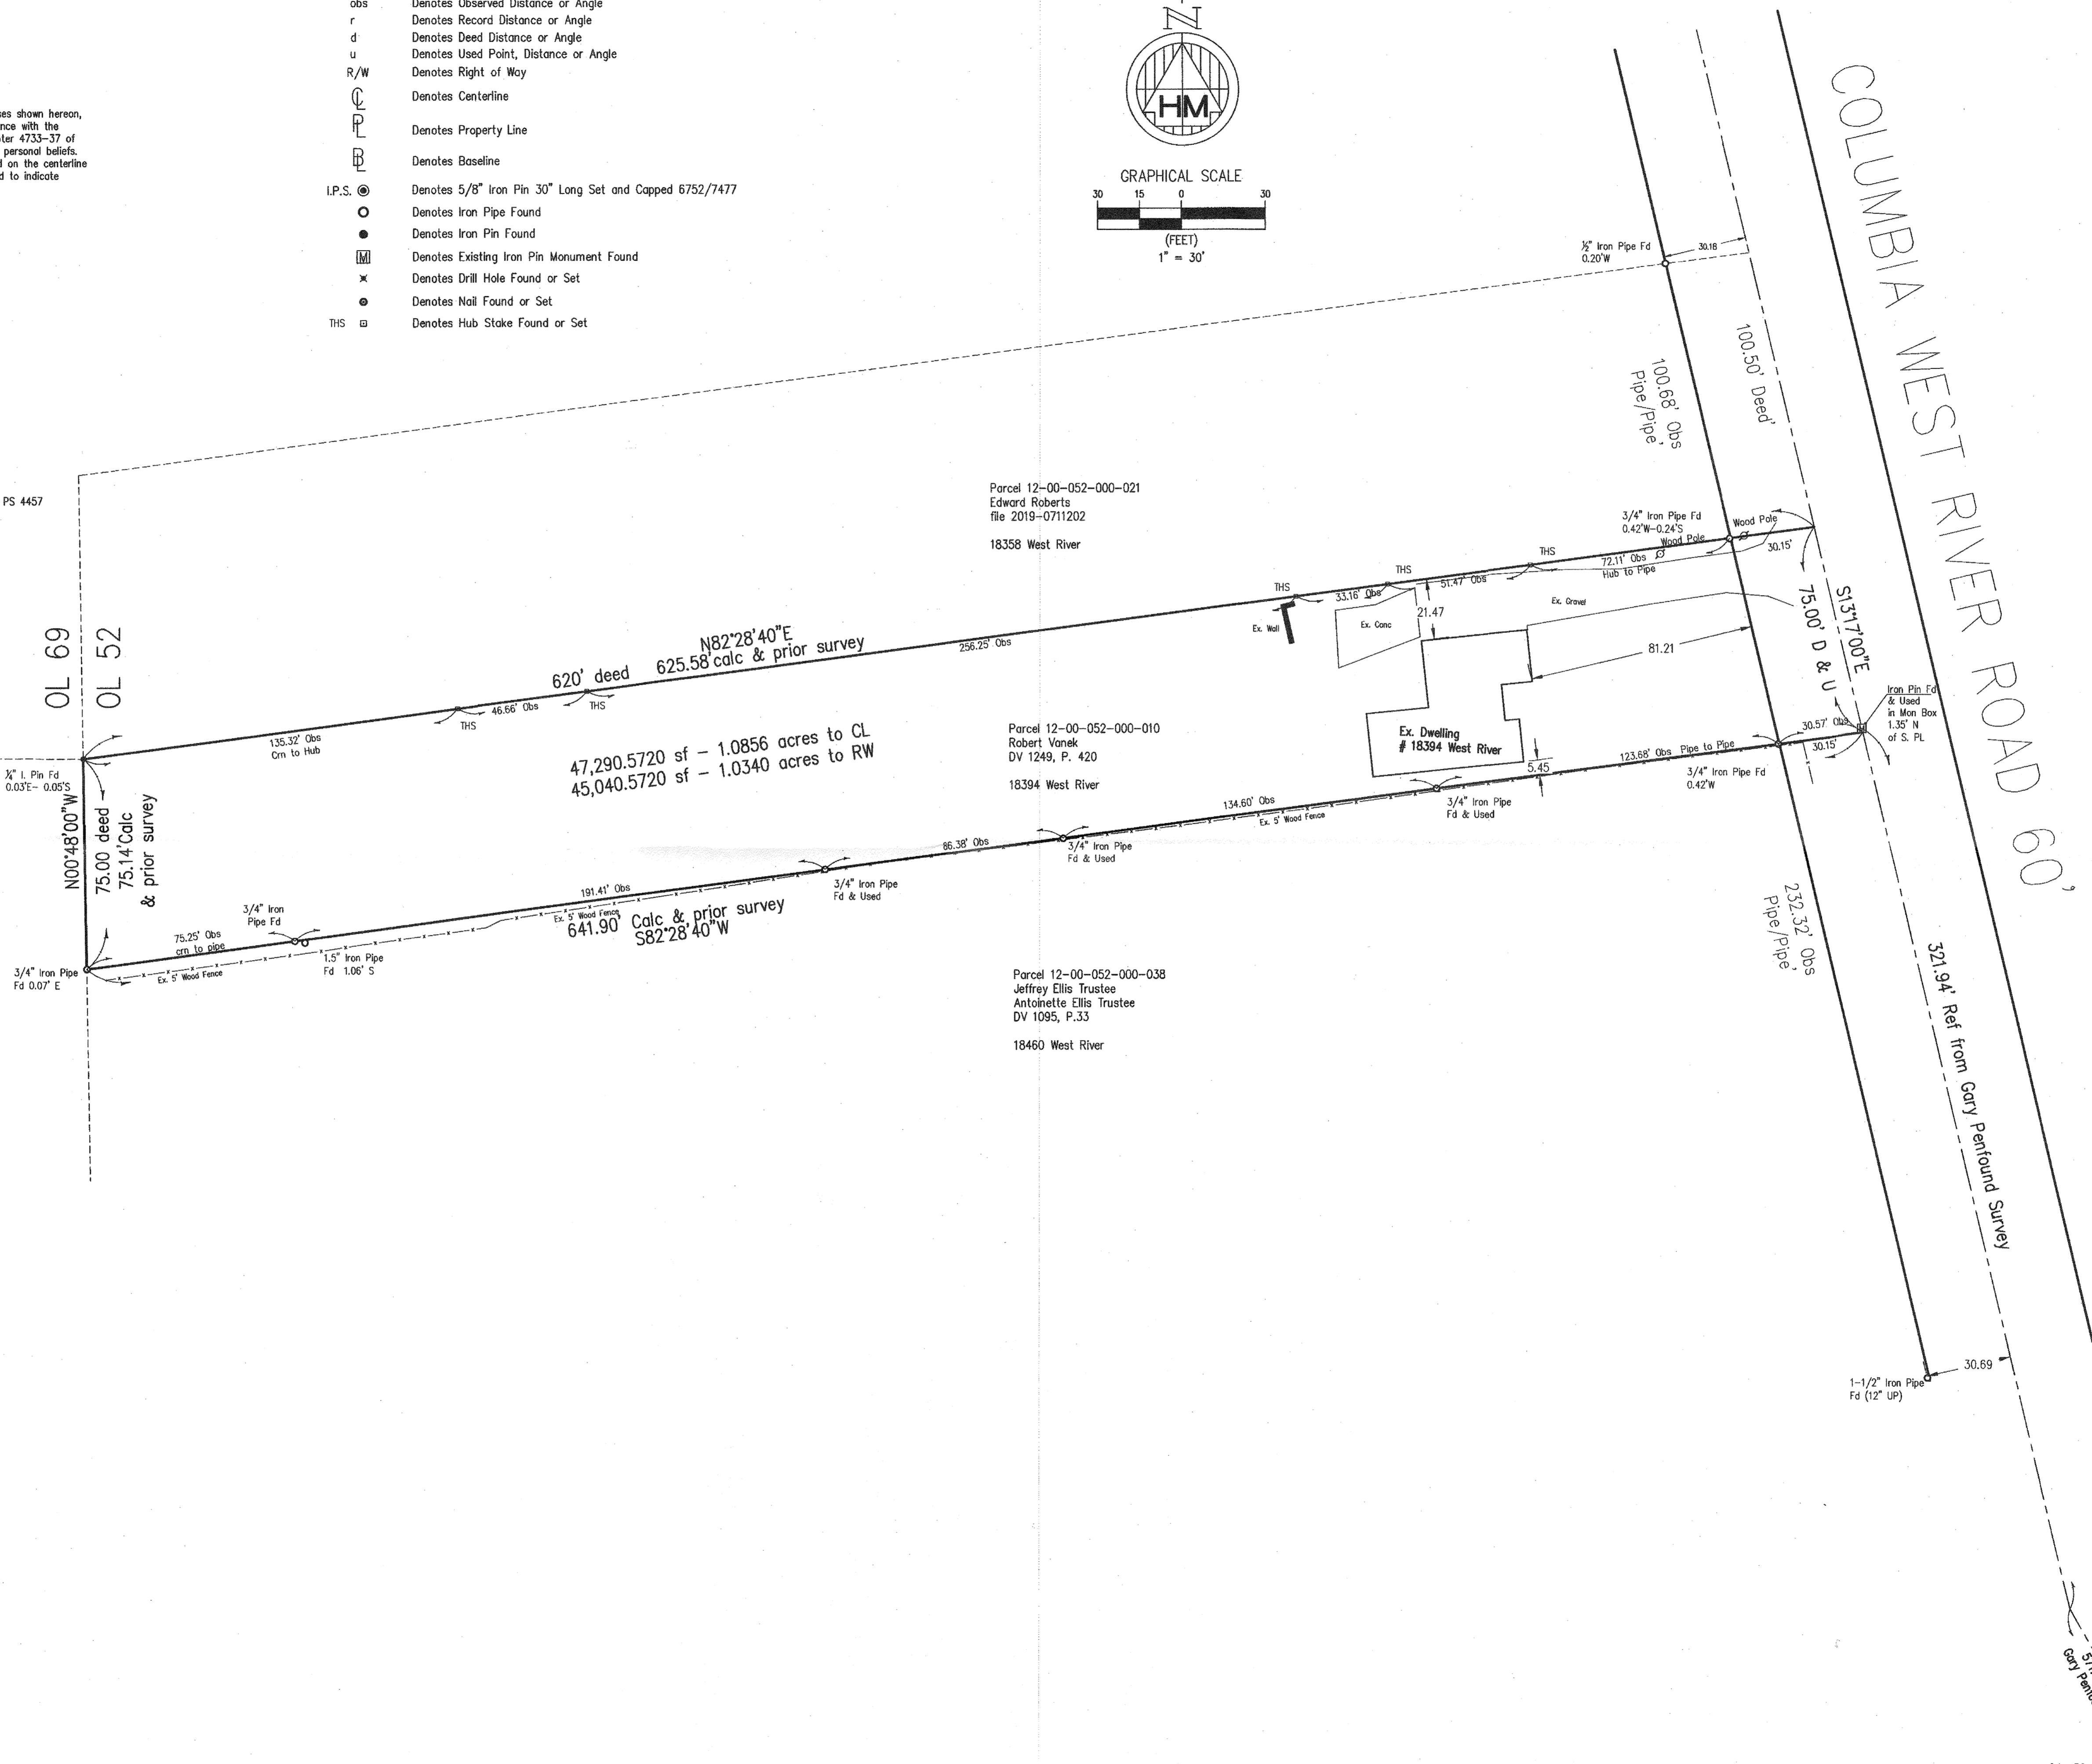 obs Denotes Observed Distance or Angle
r Denotes Record Distance or Angle
d Denotes Deed Distance or Angle
u Denotes Used Point, Distance or Angle
R/W Denotes Right of Way
CL Denotes Centerline
PL Denotes Property Line
BL Denotes Baseline
I.P.S. Denotes 5/8" Iron Pin 30" Long Set and Capped 6752/7477
Denotes Iron Pipe Found
Denotes Iron Pin Found
M Denotes Existing Iron Pin Monument Found
Denotes Drill Hole Found or Set
Denotes Nail Found or Set
THS Denotes Hub Stake Found or Set
shown hereon,
with the
4733-37 of
personal beliefs.
on the centerline
to indicate
PS 4457
N
HM
GRAPHICAL SCALE
30 15 0 30
(FEET)
1" = 30'
COLUMBIA WEST RIVER ROAD 60'
½" Iron Pipe Fd
0.20'W
30.18
100.50' Deed'
100.68' Obs
Pipe/Pipe'
Parcel 12-00-052-000-021
Edward Roberts
file 2019-0711202
18358 West River
3/4" Iron Pipe Fd
0.42'W-0.24'S
Wood Pole
Wood Pole
30.15'
THS
72.11' Obs
Hub to Pipe
THS
51.47' Obs
THS
33.16' Obs
21.47
Ex. Wall
Ex. Conc
Ex. Gravel
81.21
S13°17'00"E
75.00' D & U
Iron Pin Fd
& Used
in Mon Box
1.35' N
of S. PL
30.57' Obs
30.15'
OL 69
OL 52
N82°28'40"E
620' deed 625.58'calc & prior survey
256.25' Obs
THS
46.66' Obs
THS
135.32' Obs
Crn to Hub
47,290.5720 sf - 1.0856 acres to CL
45,040.5720 sf - 1.0340 acres to RW
Parcel 12-00-052-000-010
Robert Vanek
DV 1249, P. 420
18394 West River
Ex. Dwelling
# 18394 West River
5.45
123.68' Obs Pipe to Pipe
3/4" Iron Pipe Fd
0.42'W
I. Pin Fd
0.03'E- 0.05'S
N00°48'00"W
75.00 deed
75.14'Calc
& prior survey
134.60' Obs
Ex. 5' Wood Fence
3/4" Iron Pipe
Fd & Used
86.38' Obs
3/4" Iron Pipe
Fd & Used
3/4" Iron Pipe
Fd & Used
191.41' Obs
Ex. 5' Wood Fence
641.90' Calc & prior survey
S82°28'40"W
3/4" Iron
Pipe Fd
75.25' Obs
crn to pipe
1.5" Iron Pipe
Fd 1.06' S
Ex. 5' Wood Fence
3/4" Iron Pipe
Fd 0.07' E
Parcel 12-00-052-000-038
Jeffrey Ellis Trustee
Antoinette Ellis Trustee
DV 1095, P.33
18460 West River
232.32' Obs
Pipe/Pipe'
321.94' Ref from Gary Penfound Survey
30.69
1-1/2" Iron Pipe
Fd (12" UP)
Gary